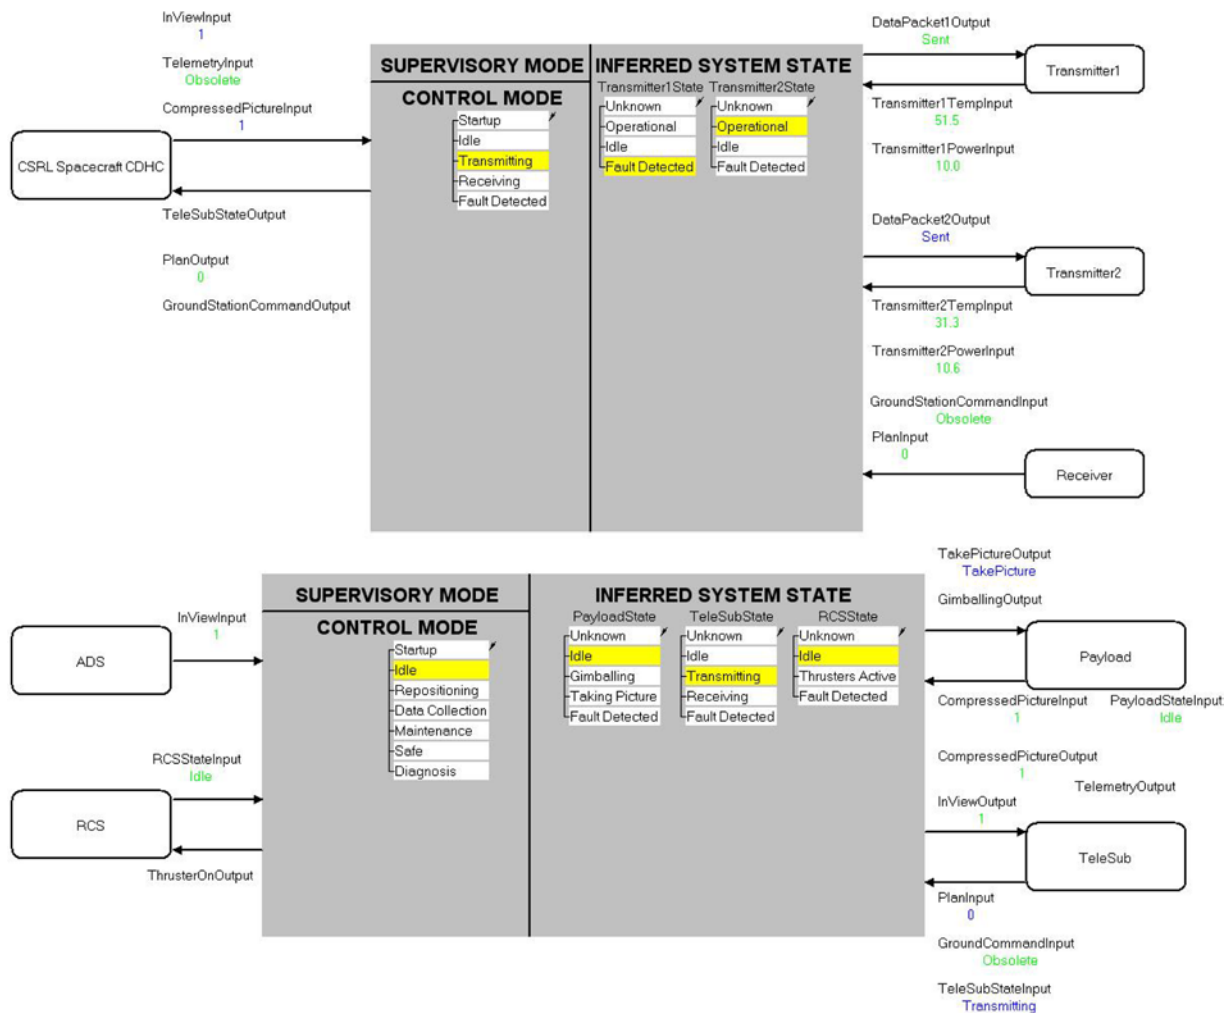 InViewInput
1
TelemetryInput
Obsolete
CompressedPictureInput
1
CSRL Spacecraft CDHC
TeleSubStateOutput
PlanOutput
0
GroundStationCommandOutput
SUPERVISORY MODE
CONTROL MODE
Startup
Idle
Transmitting
Receiving
Fault Detected
INFERRED SYSTEM STATE
Transmitter1State
Unknown
Operational
Idle
Fault Detected
Transmitter2State
Unknown
Operational
Idle
Fault Detected
DataPacket1Output
Sent
Transmitter1
Transmitter1TempInput
51.5
Transmitter1PowerInput
10.0
DataPacket2Output
Sent
Transmitter2
Transmitter2TempInput
31.3
Transmitter2PowerInput
10.6
GroundStationCommandInput
Obsolete
PlanInput
0
Receiver
InViewInput
1
ADS
RCSStateInput
Idle
RCS
ThrusterOnOutput
SUPERVISORY MODE
CONTROL MODE
Startup
Idle
Repositioning
Data Collection
Maintenance
Safe
Diagnosis
INFERRED SYSTEM STATE
PayloadState
Unknown
Idle
Gimballing
Taking Picture
Fault Detected
TeleSubState
Unknown
Idle
Transmitting
Receiving
Fault Detected
RCSState
Unknown
Idle
Thrusters Active
Fault Detected
TakePictureOutput
TakePicture
GimballingOutput
Payload
CompressedPictureInput
1
PayloadStateInput
Idle
CompressedPictureOutput
1
TelemetryOutput
InViewOutput
1
TeleSub
PlanInput
0
GroundCommandInput
Obsolete
TeleSubStateInput
Transmitting